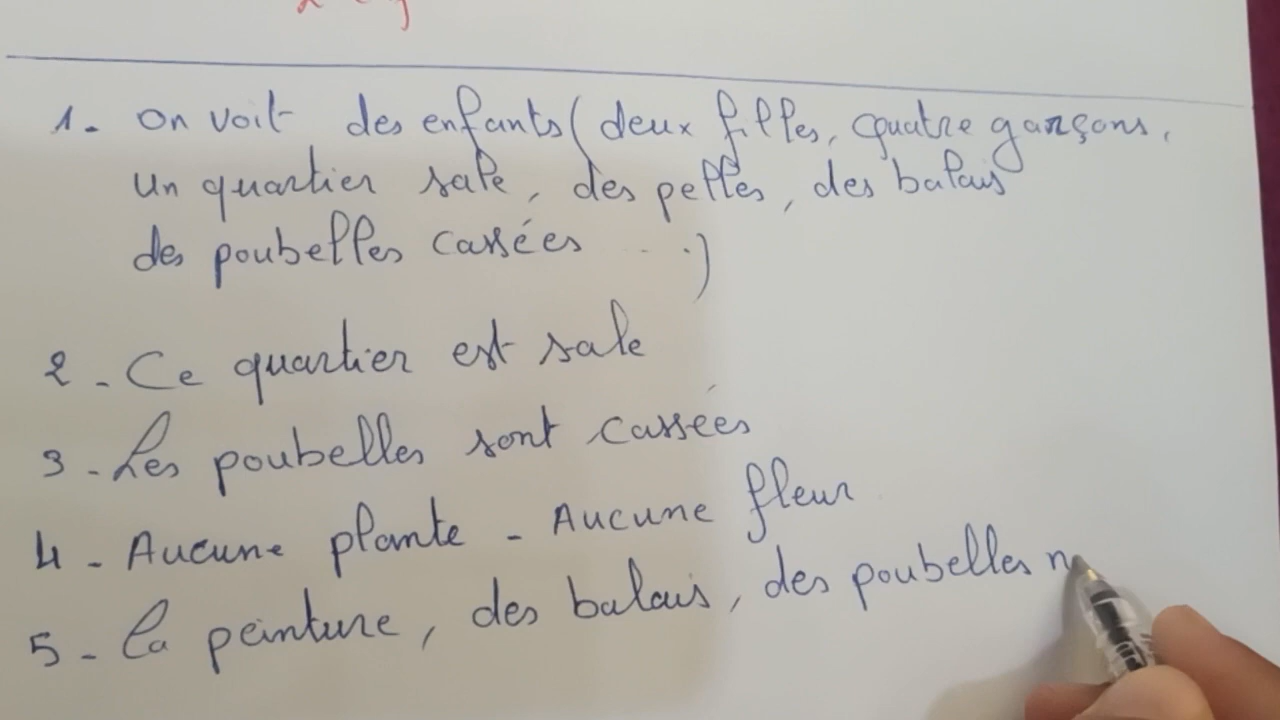 1. On voit des enfants (deux filles, quatre garçons,
un quartier sale, des pelles, des balais
des poubelles cassées ....)
2. Ce quartier est sale
3. Les poubelles sont cassées
4. Aucune plante - Aucune fleur
5. la peinture, des balais, des poubelles n